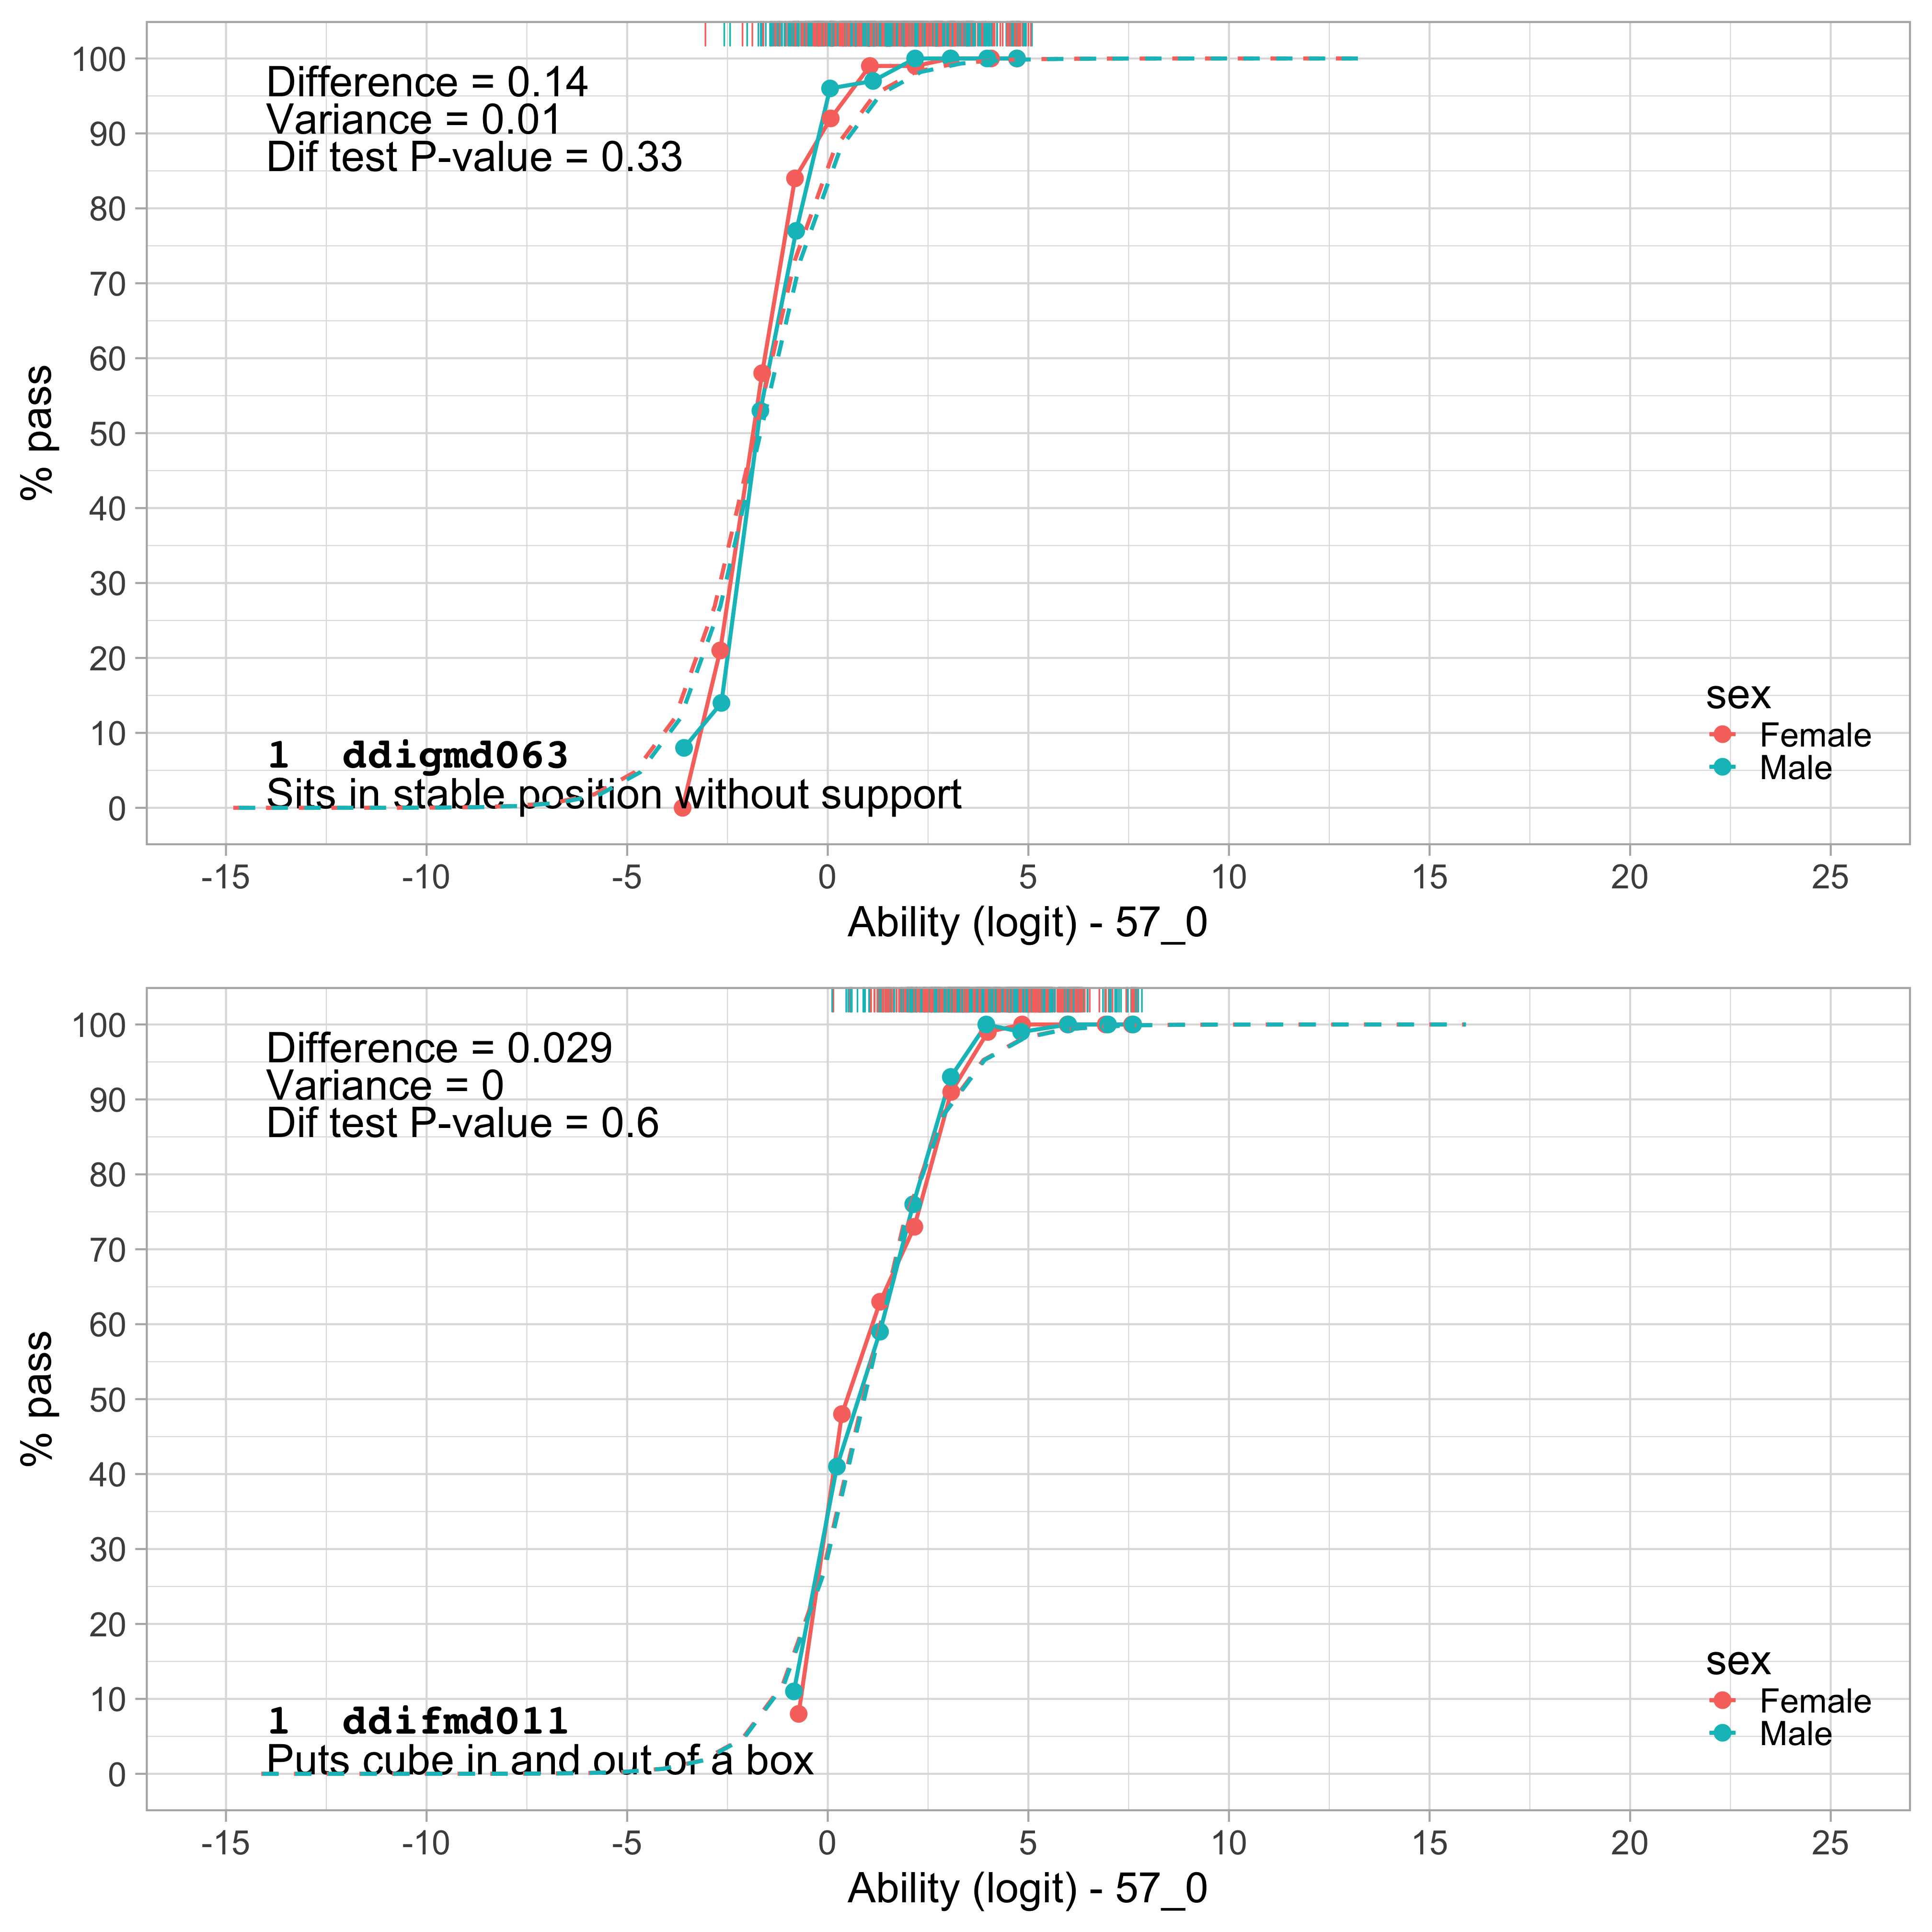 100
90
80
70
60
50
40
30
20
10
0
% pass
Difference = 0.14
Variance = 0.01
Dif test P-value = 0.33
1 ddigmd063
Sits in stable position without support
sex
Female
Male
-15 -10 -5 0 5 10 15 20 25
Ability (logit) - 57_0
100
90
80
70
60
50
40
30
20
10
0
% pass
Difference = 0.029
Variance = 0
Dif test P-value = 0.6
1 ddifmd011
Puts cube in and out of a box
sex
Female
Male
-15 -10 -5 0 5 10 15 20 25
Ability (logit) - 57_0